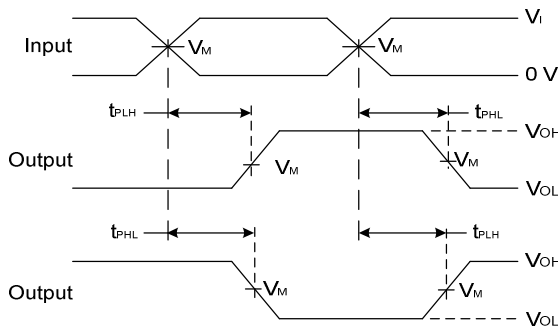 VI
Input
VM
VM
0 V
tPLH
tPHL
VOH
Output
VM
VM
VOL
tPHL
tPLH
VOH
Output
VM
VM
VOL